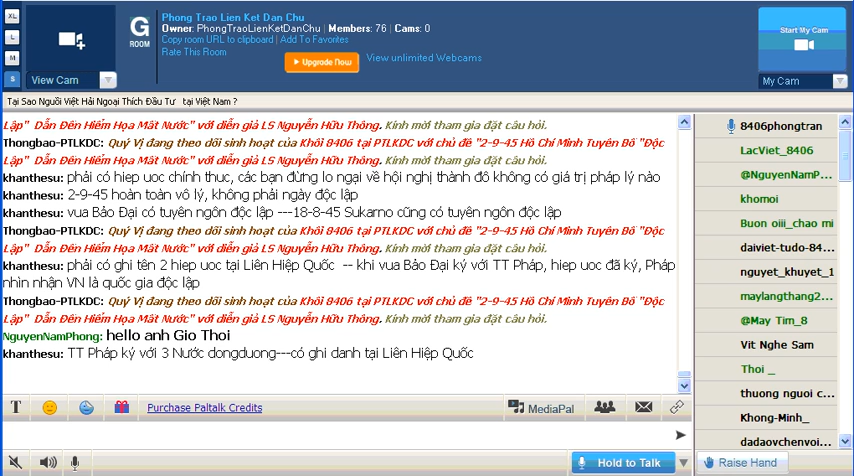 XL
L
M
S
View Cam
G
ROOM
Phong Trao Lien Ket Dan Chu
Owner: PhongTraoLienKetDanChu | Members: 76 | Cams: 0
Copy room URL to clipboard | Add To Favorites
Rate This Room
Upgrade Now
View unlimited Webcams
Start My Cam
My Cam
Tại Sao Người Việt Hải Ngoại Thích Đầu Tư tại Việt Nam ?
Lập" Dẫn Đến Hiểm Họa Mất Nước" với diễn giả LS Nguyễn Hữu Thống. Kính mời tham gia đặt câu hỏi.
Thongbao-PTLKDC: Quý Vị đang theo dõi sinh hoạt của Khối 8406 tại PTLKDC với chủ đề "2-9-45 Hồ Chí Minh Tuyên Bố "Độc
Lập" Dẫn Đến Hiểm Họa Mất Nước" với diễn giả LS Nguyễn Hữu Thống. Kính mời tham gia đặt câu hỏi.
khanthesu: phải có hiep uoc chính thuc, các bạn đừng lo ngại về hội nghị thành đô không có giá trị pháp lý nào
khanthesu: 2-9-45 hoàn toàn vô lý, không phải ngày độc lập
khanthesu: vua Bảo Đại có tuyên ngôn độc lập ---18-8-45 Sukarno cũng có tuyên ngôn độc lập
Thongbao-PTLKDC: Quý Vị đang theo dõi sinh hoạt của Khối 8406 tại PTLKDC với chủ đề "2-9-45 Hồ Chí Minh Tuyên Bố "Độc
Lập" Dẫn Đến Hiểm Họa Mất Nước" với diễn giả LS Nguyễn Hữu Thống. Kính mời tham gia đặt câu hỏi.
khanthesu: phải có ghi tên 2 hiep uoc tại Liên Hiệp Quốc -- khi vua Bảo Đại ký với TT Pháp, hiep uoc đã ký, Pháp
nhìn nhận VN là quốc gia độc lập
Thongbao-PTLKDC: Quý Vị đang theo dõi sinh hoạt của Khối 8406 tại PTLKDC với chủ đề "2-9-45 Hồ Chí Minh Tuyên Bố "Độc
Lập" Dẫn Đến Hiểm Họa Mất Nước" với diễn giả LS Nguyễn Hữu Thống. Kính mời tham gia đặt câu hỏi.
NguyenNamPhong: hello anh Gio Thoi
khanthesu: TT Pháp ký với 3 Nước dongduong---có ghi danh tại Liên Hiệp Quốc
8406phongtran
LacViet_8406
@NguyenNamP...
khomoi
Buon oiii_chao mi
daiviet-tudo-84...
nguyet_khuyet_1
maylangthang2...
@May Tim_8
Vit Nghe Sam
Thoi _
thuong nguoi c...
Khong-Minh_
dadaovchenvoi...
T
Purchase Paltalk Credits
MediaPal
Hold to Talk
Raise Hand